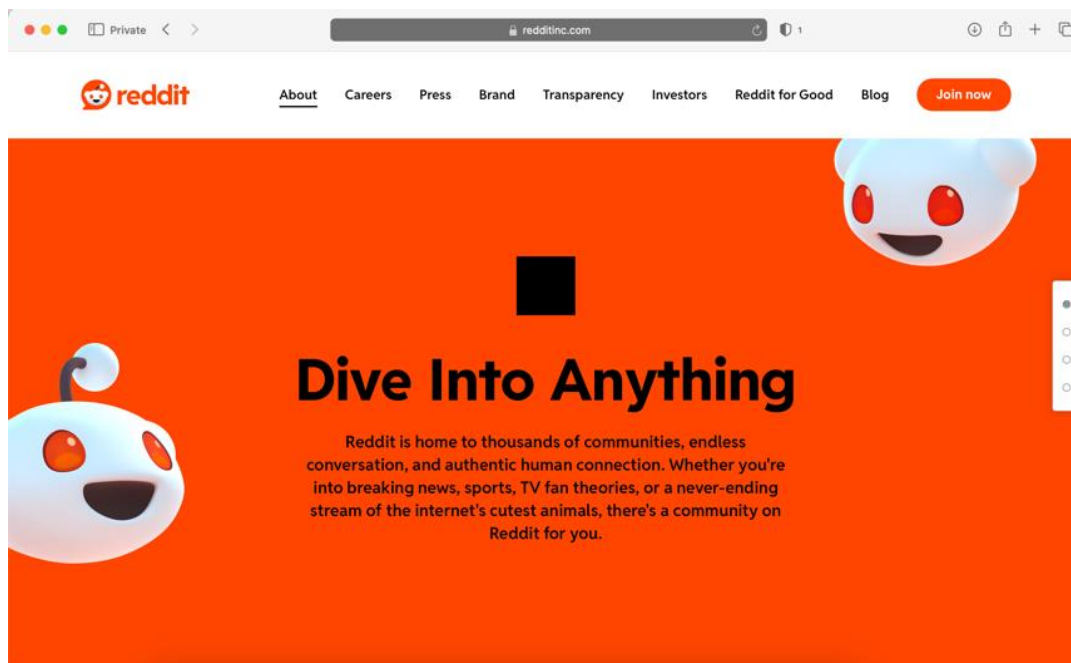 Private
redditinc.com
1
reddit
About Careers Press Brand Transparency Investors Reddit for Good Blog Join now
Dive Into Anything
Reddit is home to thousands of communities, endless
conversation, and authentic human connection. Whether you're
into breaking news, sports, TV fan theories, or a never-ending
stream of the internet's cutest animals, there's a community on
Reddit for you.